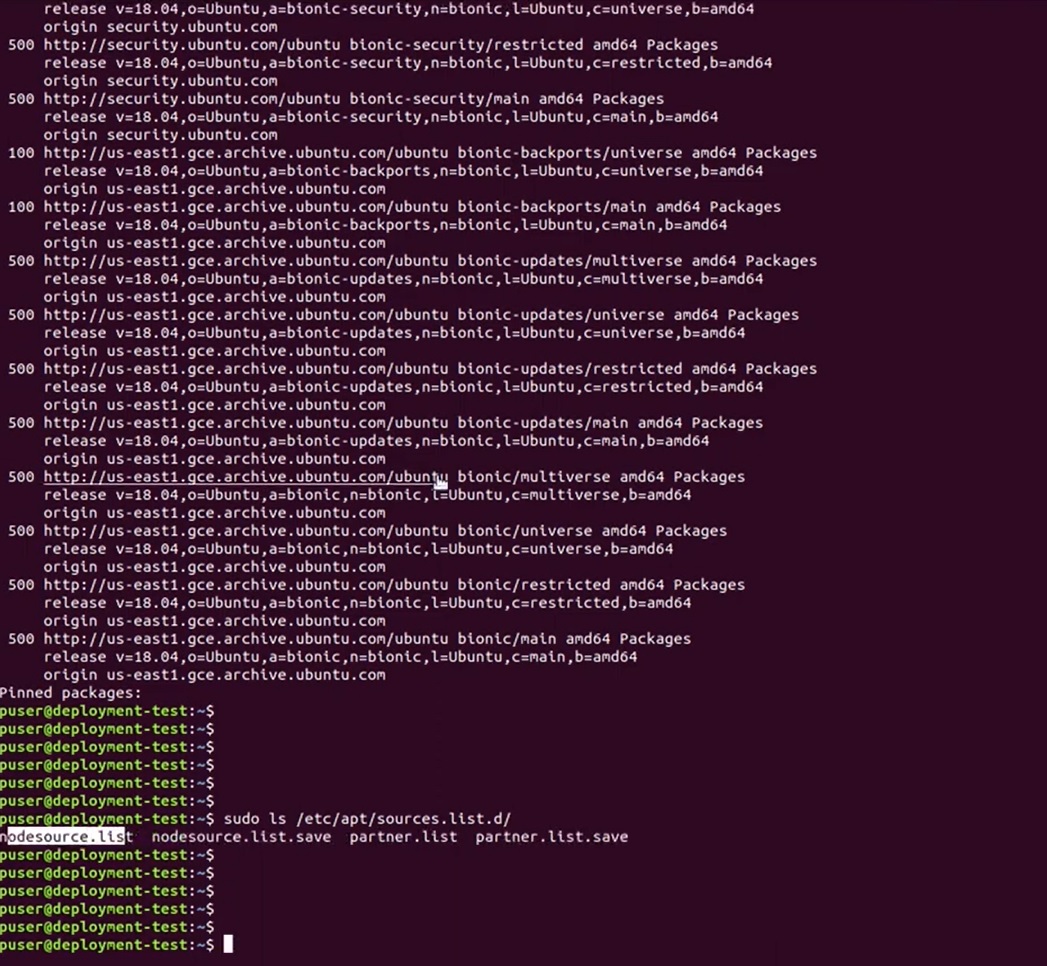 release v=18.04,o=Ubuntu,a=bionic-security,n=bionic,l=Ubuntu,c=universe,b=amd64
origin security.ubuntu.com
500 http://security.ubuntu.com/ubuntu bionic-security/restricted amd64 Packages
release v=18.04,o=Ubuntu,a=bionic-security,n=bionic,l=Ubuntu,c=restricted,b=amd64
origin security.ubuntu.com
500 http://security.ubuntu.com/ubuntu bionic-security/main amd64 Packages
release v=18.04,o=Ubuntu,a=bionic-security,n=bionic,l=Ubuntu,c=main,b=amd64
origin security.ubuntu.com
100 http://us-east1.gce.archive.ubuntu.com/ubuntu bionic-backports/universe amd64 Packages
release v=18.04,o=Ubuntu,a=bionic-backports,n=bionic,l=Ubuntu,c=universe,b=amd64
origin us-east1.gce.archive.ubuntu.com
100 http://us-east1.gce.archive.ubuntu.com/ubuntu bionic-backports/main amd64 Packages
release v=18.04,o=Ubuntu,a=bionic-backports,n=bionic,l=Ubuntu,c=main,b=amd64
origin us-east1.gce.archive.ubuntu.com
500 http://us-east1.gce.archive.ubuntu.com/ubuntu bionic-updates/multiverse amd64 Packages
release v=18.04,o=Ubuntu,a=bionic-updates,n=bionic,l=Ubuntu,c=multiverse,b=amd64
origin us-east1.gce.archive.ubuntu.com
500 http://us-east1.gce.archive.ubuntu.com/ubuntu bionic-updates/universe amd64 Packages
release v=18.04,o=Ubuntu,a=bionic-updates,n=bionic,l=Ubuntu,c=universe,b=amd64
origin us-east1.gce.archive.ubuntu.com
500 http://us-east1.gce.archive.ubuntu.com/ubuntu bionic-updates/restricted amd64 Packages
release v=18.04,o=Ubuntu,a=bionic-updates,n=bionic,l=Ubuntu,c=restricted,b=amd64
origin us-east1.gce.archive.ubuntu.com
500 http://us-east1.gce.archive.ubuntu.com/ubuntu bionic-updates/main amd64 Packages
release v=18.04,o=Ubuntu,a=bionic-updates,n=bionic,l=Ubuntu,c=main,b=amd64
origin us-east1.gce.archive.ubuntu.com
500 http://us-east1.gce.archive.ubuntu.com/ubuntu bionic/multiverse amd64 Packages
release v=18.04,o=Ubuntu,a=bionic,n=bionic,l=Ubuntu,c=multiverse,b=amd64
origin us-east1.gce.archive.ubuntu.com
500 http://us-east1.gce.archive.ubuntu.com/ubuntu bionic/universe amd64 Packages
release v=18.04,o=Ubuntu,a=bionic,n=bionic,l=Ubuntu,c=universe,b=amd64
origin us-east1.gce.archive.ubuntu.com
500 http://us-east1.gce.archive.ubuntu.com/ubuntu bionic/restricted amd64 Packages
release v=18.04,o=Ubuntu,a=bionic,n=bionic,l=Ubuntu,c=restricted,b=amd64
origin us-east1.gce.archive.ubuntu.com
500 http://us-east1.gce.archive.ubuntu.com/ubuntu bionic/main amd64 Packages
release v=18.04,o=Ubuntu,a=bionic,n=bionic,l=Ubuntu,c=main,b=amd64
origin us-east1.gce.archive.ubuntu.com
Pinned packages:
puser@deployment-test:~$
puser@deployment-test:~$
puser@deployment-test:~$
puser@deployment-test:~$
puser@deployment-test:~$
puser@deployment-test:~$
puser@deployment-test:~$ sudo ls /etc/apt/sources.list.d/
nodesource.list nodesource.list.save partner.list partner.list.save
puser@deployment-test:~$
puser@deployment-test:~$
puser@deployment-test:~$
puser@deployment-test:~$
puser@deployment-test:~$
puser@deployment-test:~$